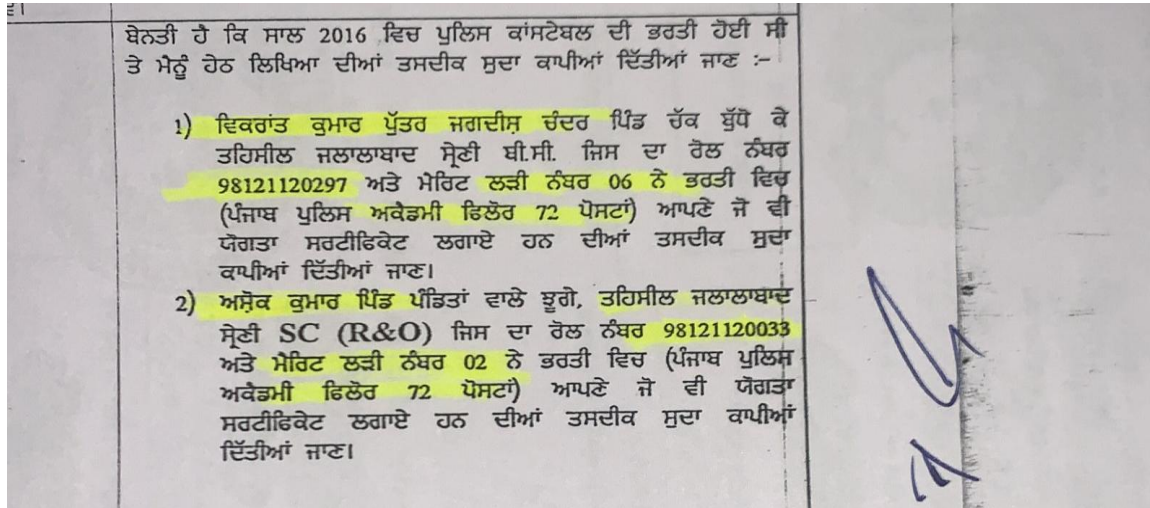 ਬੇਨਤੀ ਹੈ ਕਿ ਸਾਲ 2016 ਵਿਚ ਪੁਲਿਸ ਕਾਂਸਟੇਬਲ ਦੀ ਭਰਤੀ ਹੋਈ ਸੀ
ਤੇ ਮੈਨੂੰ ਹੇਠ ਲਿਖਿਆ ਦੀਆਂ ਤਸਦੀਕ ਸੁਦਾ ਕਾਪੀਆਂ ਦਿੱਤੀਆਂ ਜਾਣ :-
1) ਵਿਕਰਾਂਤ ਕੁਮਾਰ ਪੁੱਤਰ ਜਗਦੀਸ਼ ਚੰਦਰ ਪਿੰਡ ਚੱਕ ਬੁੱਧੋ ਕੇ
ਤਹਿਸੀਲ ਜਲਾਲਾਬਾਦ ਸ੍ਰੇਣੀ ਬੀ.ਸੀ. ਜਿਸ ਦਾ ਰੋਲ ਨੰਬਰ
98121120297 ਅਤੇ ਮੈਰਿਟ ਲੜੀ ਨੰਬਰ 06 ਨੇ ਭਰਤੀ ਵਿਚ
(ਪੰਜਾਬ ਪੁਲਿਸ ਅਕੈਡਮੀ ਫਿਲੋਰ 72 ਪੋਸਟਾਂ) ਆਪਣੇ ਜੋ ਵੀ
ਯੋਗਤਾ ਸਰਟੀਫਿਕੇਟ ਲਗਾਏ ਹਨ ਦੀਆਂ ਤਸਦੀਕ ਸੁਦਾ
ਕਾਪੀਆਂ ਦਿੱਤੀਆਂ ਜਾਣ।
2) ਅਸ਼ੋਕ ਕੁਮਾਰ ਪਿੰਡ ਪੰਡਿਤਾਂ ਵਾਲੇ ਝੂਗੇ, ਤਹਿਸੀਲ ਜਲਾਲਾਬਾਦ
ਸ੍ਰੇਣੀ SC (R&O) ਜਿਸ ਦਾ ਰੋਲ ਨੰਬਰ 98121120033
ਅਤੇ ਮੈਰਿਟ ਲੜੀ ਨੰਬਰ 02 ਨੇ ਭਰਤੀ ਵਿਚ (ਪੰਜਾਬ ਪੁਲਿਸ
ਅਕੈਡਮੀ ਫਿਲੋਰ 72 ਪੋਸਟਾਂ) ਆਪਣੇ ਜੋ ਵੀ ਯੋਗਤਾ
ਸਰਟੀਫਿਕੇਟ ਲਗਾਏ ਹਨ ਦੀਆਂ ਤਸਦੀਕ ਸੁਦਾ ਕਾਪੀਆਂ
ਦਿੱਤੀਆਂ ਜਾਣ।